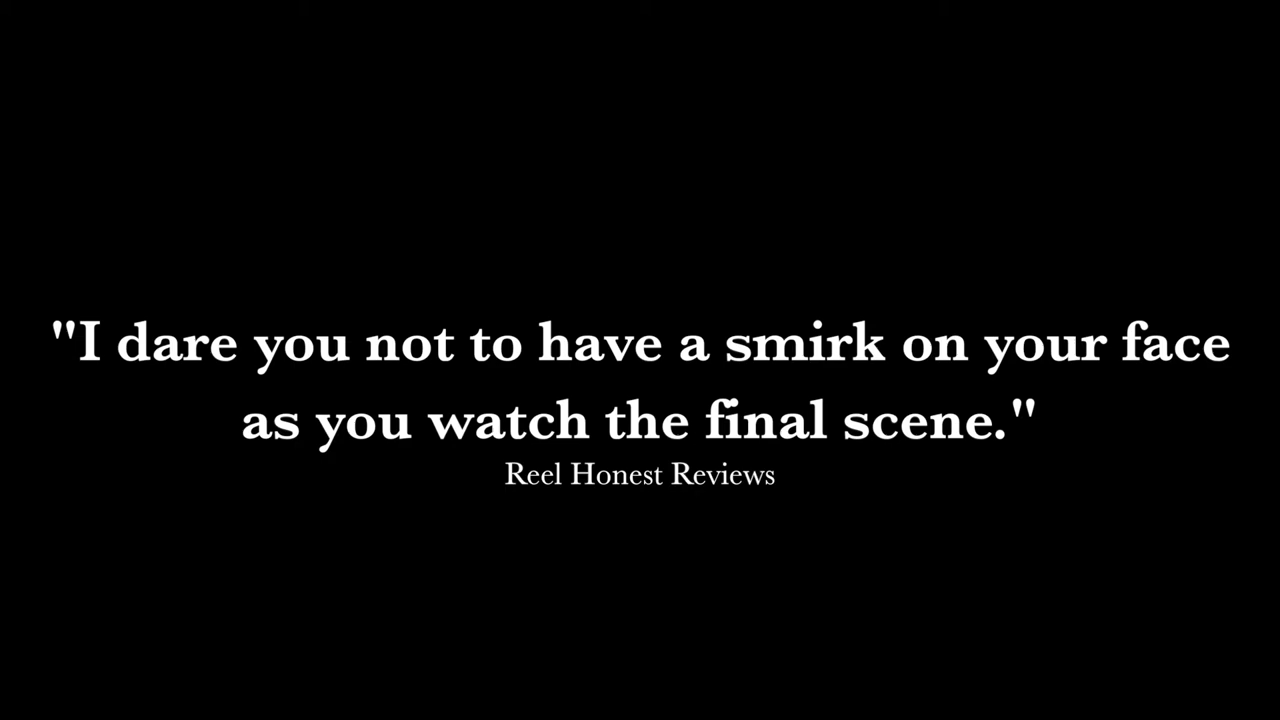 "I dare you not to have a smirk on your face
as you watch the final scene."
Reel Honest Reviews